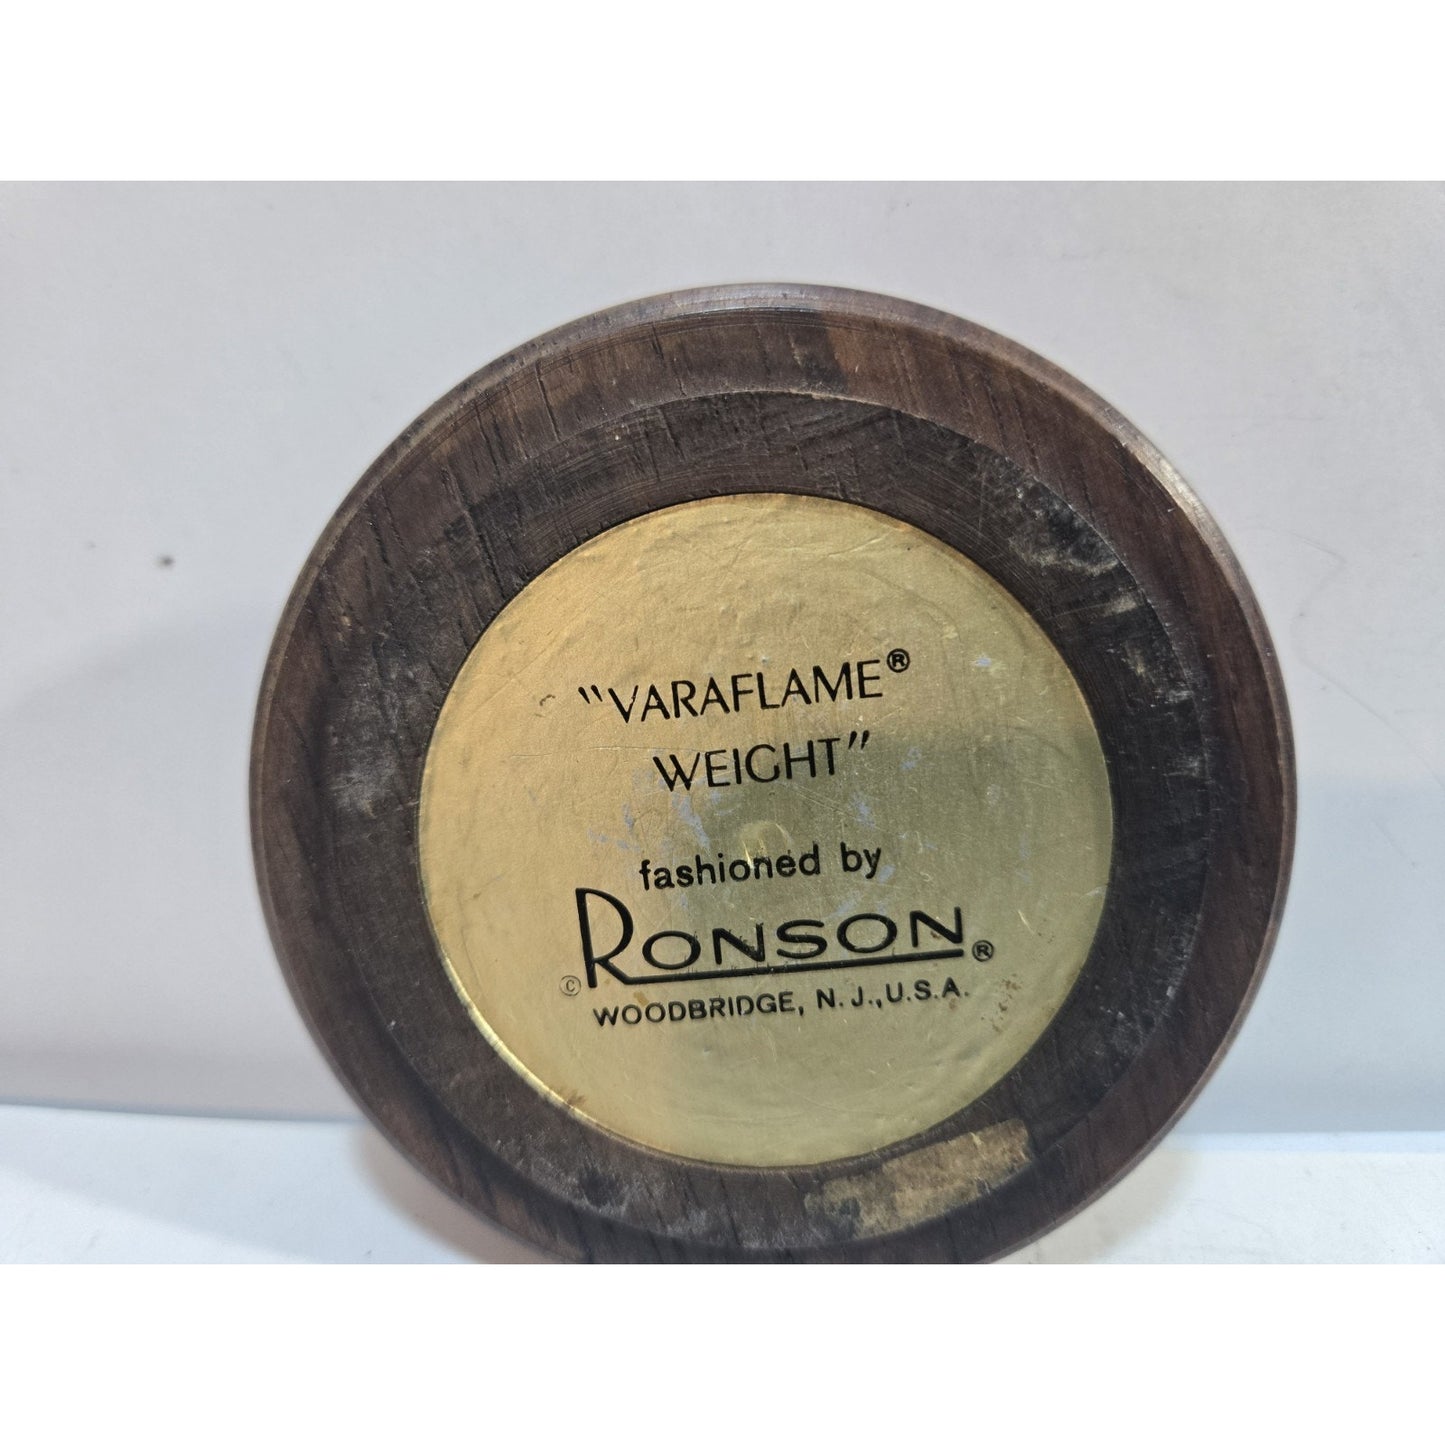 "VARAFLAME®
WEIGHT"
fashioned by
©RONSON®
WOODBRIDGE, N. J., U.S.A.